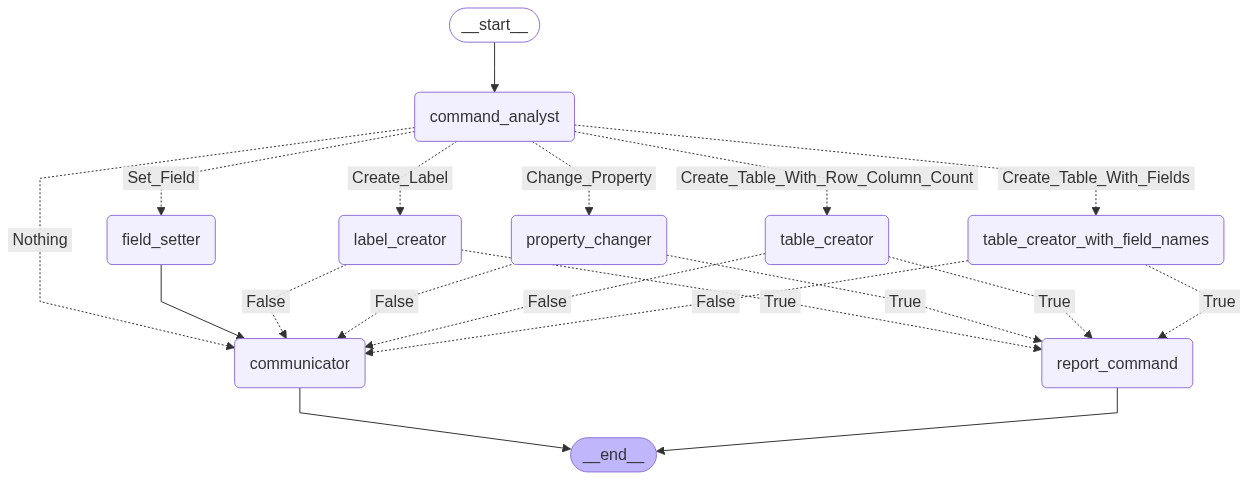 __start__
command_analyst
Set_Field
Create_Label
Change_Property
Create_Table_With_Row_Column_Count
Create_Table_With_Fields
Nothing
field_setter
label_creator
property_changer
table_creator
table_creator_with_field_names
False
False
False
False
True
True
True
True
communicator
report_command
__end__